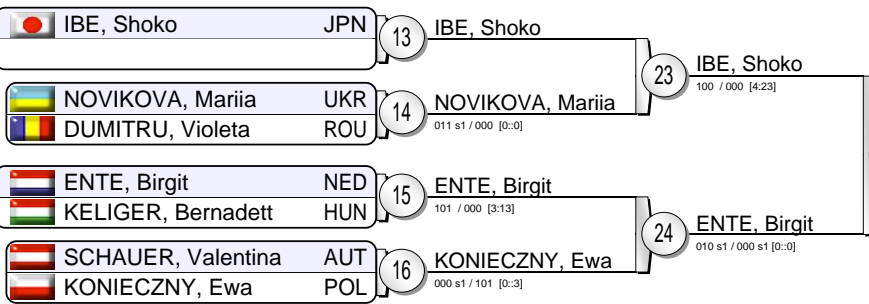 IBE, Shoko JPN
13
IBE, Shoko
NOVIKOVA, Mariia UKR
DUMITRU, Violeta ROU
14
NOVIKOVA, Mariia
011 s1 / 000 [0::0]
23
IBE, Shoko
100 / 000 [4:23]
ENTE, Birgit NED
KELIGER, Bernadett HUN
15
ENTE, Birgit
101 / 000 [3:13]
SCHAUER, Valentina AUT
KONIECZNY, Ewa POL
16
KONIECZNY, Ewa
000 s1 / 101 [0::3]
24
ENTE, Birgit
010 s1 / 000 s1 [0::0]